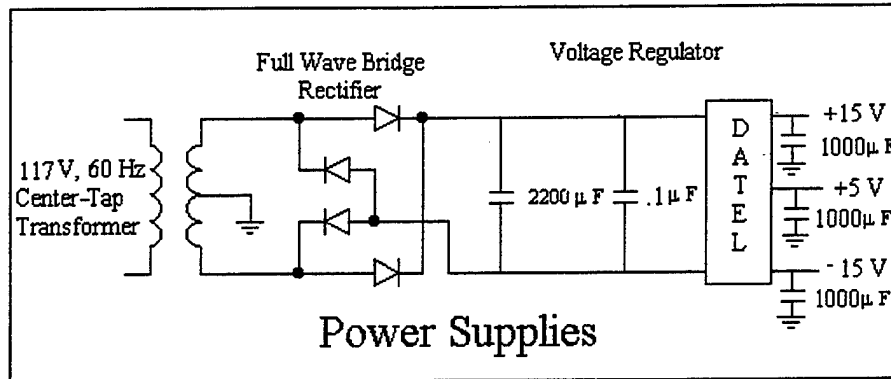 Full Wave Bridge
Rectifier
Voltage Regulator
117 V, 60 Hz
Center-Tap
Transformer
2200 μ F
.1 μ F
D
A
T
E
L
+15 V
1000μ F
+5 V
1000μ F
- 15 V
1000μ F
Power Supplies